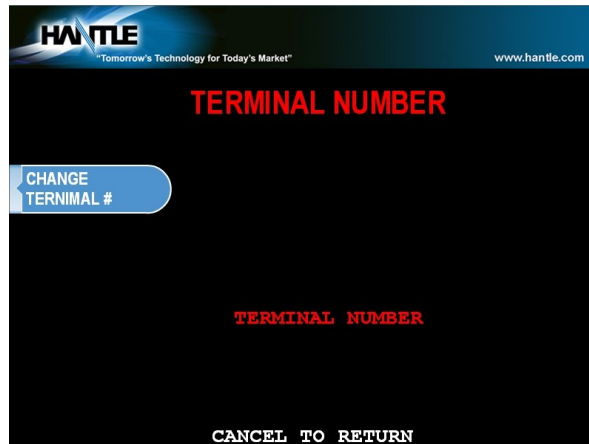 HANTLE
"Tomorrow's Technology for Today's Market"
www.hantle.com
TERMINAL NUMBER
CHANGE
TERNIMAL #
TERMINAL NUMBER
CANCEL TO RETURN